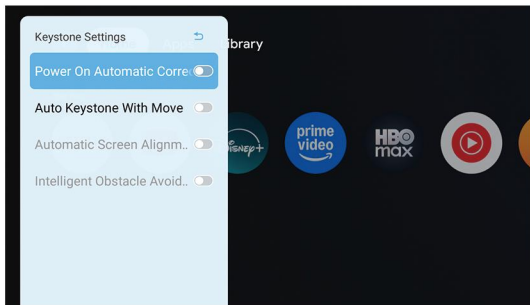 Keystone Settings
ibrary
Power On Automatic Corre
Auto Keystone With Move
Automatic Screen Alignm..
Intelligent Obstacle Avoid..
DISNEY+
prime
video
HBO
max